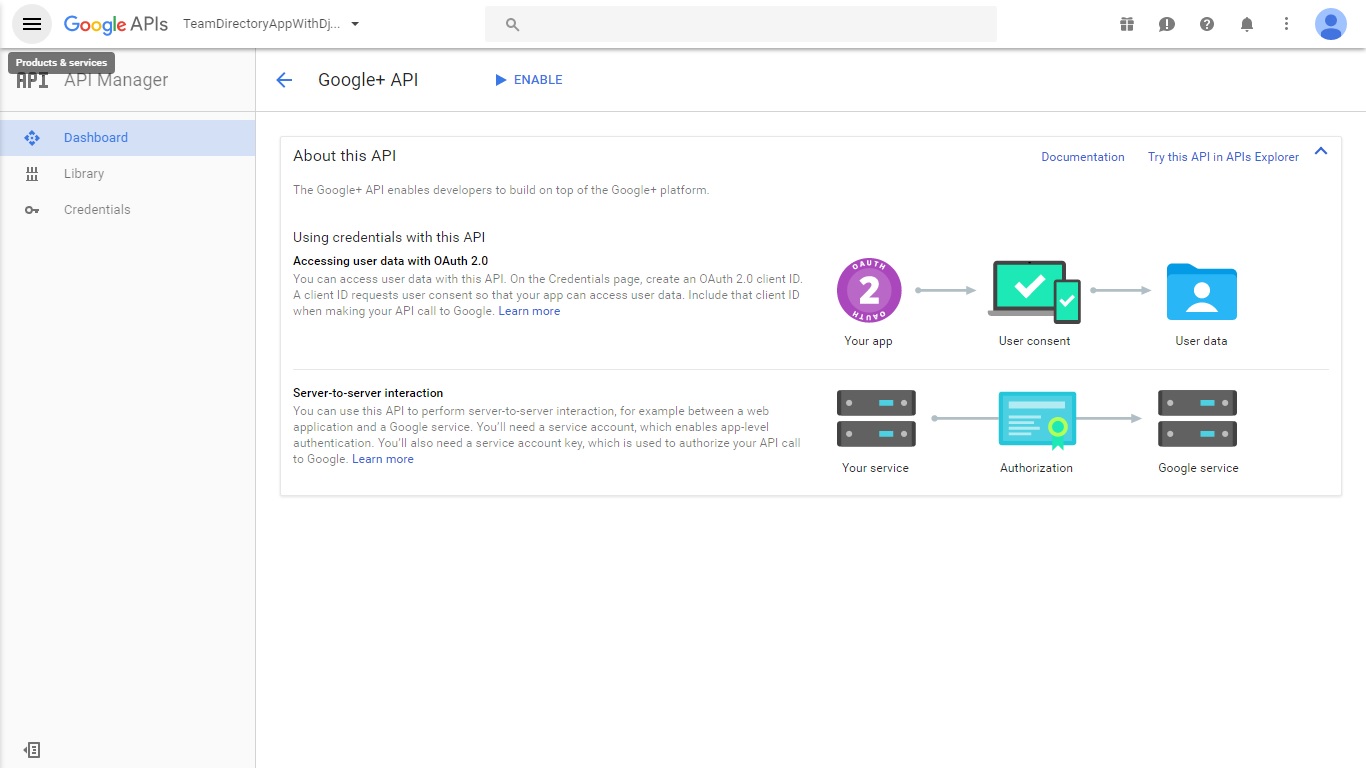 Google APIs TeamDirectoryAppWithDj...
Products & services
API API Manager
Google+ API ENABLE
Dashboard
Library
Credentials
About this API
Documentation Try this API in APIs Explorer
The Google+ API enables developers to build on top of the Google+ platform.
Using credentials with this API
Accessing user data with OAuth 2.0
You can access user data with this API. On the Credentials page, create an OAuth 2.0 client ID.
A client ID requests user consent so that your app can access user data. Include that client ID
when making your API call to Google. Learn more
OAUTH
2
OAUTH
Your app User consent User data
Server-to-server interaction
You can use this API to perform server-to-server interaction, for example between a web
application and a Google service. You'll need a service account, which enables app-level
authentication. You'll also need a service account key, which is used to authorize your API call
to Google. Learn more
Your service Authorization Google service